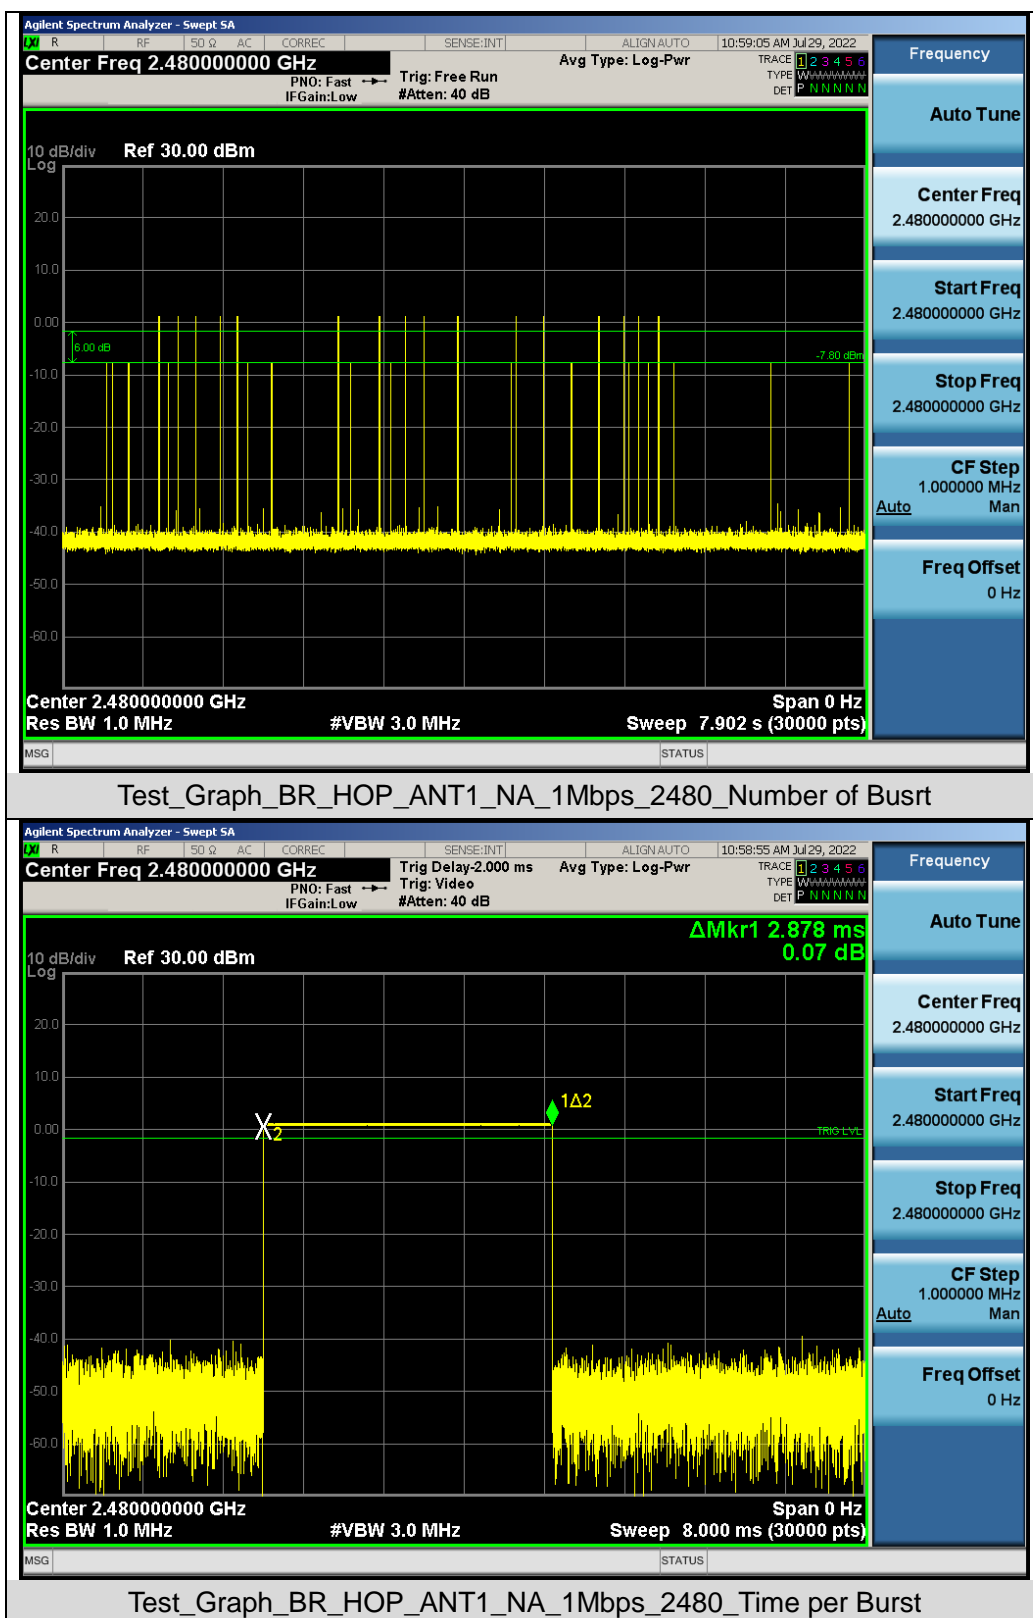 Agilent Spectrum Analyzer - Swept SA
LXI R RF 50 Ω AC CORREC SENSE:INT ALIGN AUTO 10:59:05 AM Jul 29, 2022
Center Freq 2.480000000 GHz Avg Type: Log-Pwr TRACE 1 2 3 4 5 6
PNO: Fast Trig: Free Run TYPE W
IFGain:Low #Atten: 40 dB DET P N N N N N
Frequency
Auto Tune
10 dB/div Ref 30.00 dBm
Log
20.0
10.0
0.00
6.00 dB
-7.80 dBm
-10.0
-20.0
-30.0
-40.0
-50.0
-60.0
Center Freq
2.480000000 GHz
Start Freq
2.480000000 GHz
Stop Freq
2.480000000 GHz
CF Step
1.000000 MHz
Auto Man
Freq Offset
0 Hz
Center 2.480000000 GHz Span 0 Hz
Res BW 1.0 MHz #VBW 3.0 MHz Sweep 7.902 s (30000 pts)
MSG STATUS
Test_Graph_BR_HOP_ANT1_NA_1Mbps_2480_Number of Busrt
Agilent Spectrum Analyzer - Swept SA
LXI R RF 50 Ω AC CORREC SENSE:INT ALIGN AUTO 10:58:55 AM Jul 29, 2022
Center Freq 2.480000000 GHz Trig Delay-2.000 ms Avg Type: Log-Pwr TRACE 1 2 3 4 5 6
PNO: Fast Trig: Video TYPE W
IFGain:Low #Atten: 40 dB DET P N N N N N
Frequency
Auto Tune
ΔMkr1 2.878 ms
0.07 dB
10 dB/div Ref 30.00 dBm
Log
20.0
10.0
0.00
-10.0
-20.0
-30.0
-40.0
-50.0
-60.0
1Δ2
2
TRIG LVL
Center Freq
2.480000000 GHz
Start Freq
2.480000000 GHz
Stop Freq
2.480000000 GHz
CF Step
1.000000 MHz
Auto Man
Freq Offset
0 Hz
Center 2.480000000 GHz Span 0 Hz
Res BW 1.0 MHz #VBW 3.0 MHz Sweep 8.000 ms (30000 pts)
MSG STATUS
Test_Graph_BR_HOP_ANT1_NA_1Mbps_2480_Time per Burst